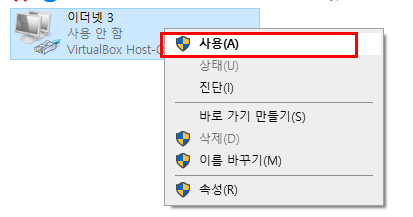 이더넷 3
사용 안 함
VirtualBox Host-
사용(A)
상태(U)
진단(I)
바로 가기 만들기(S)
삭제(D)
이름 바꾸기(M)
속성(R)